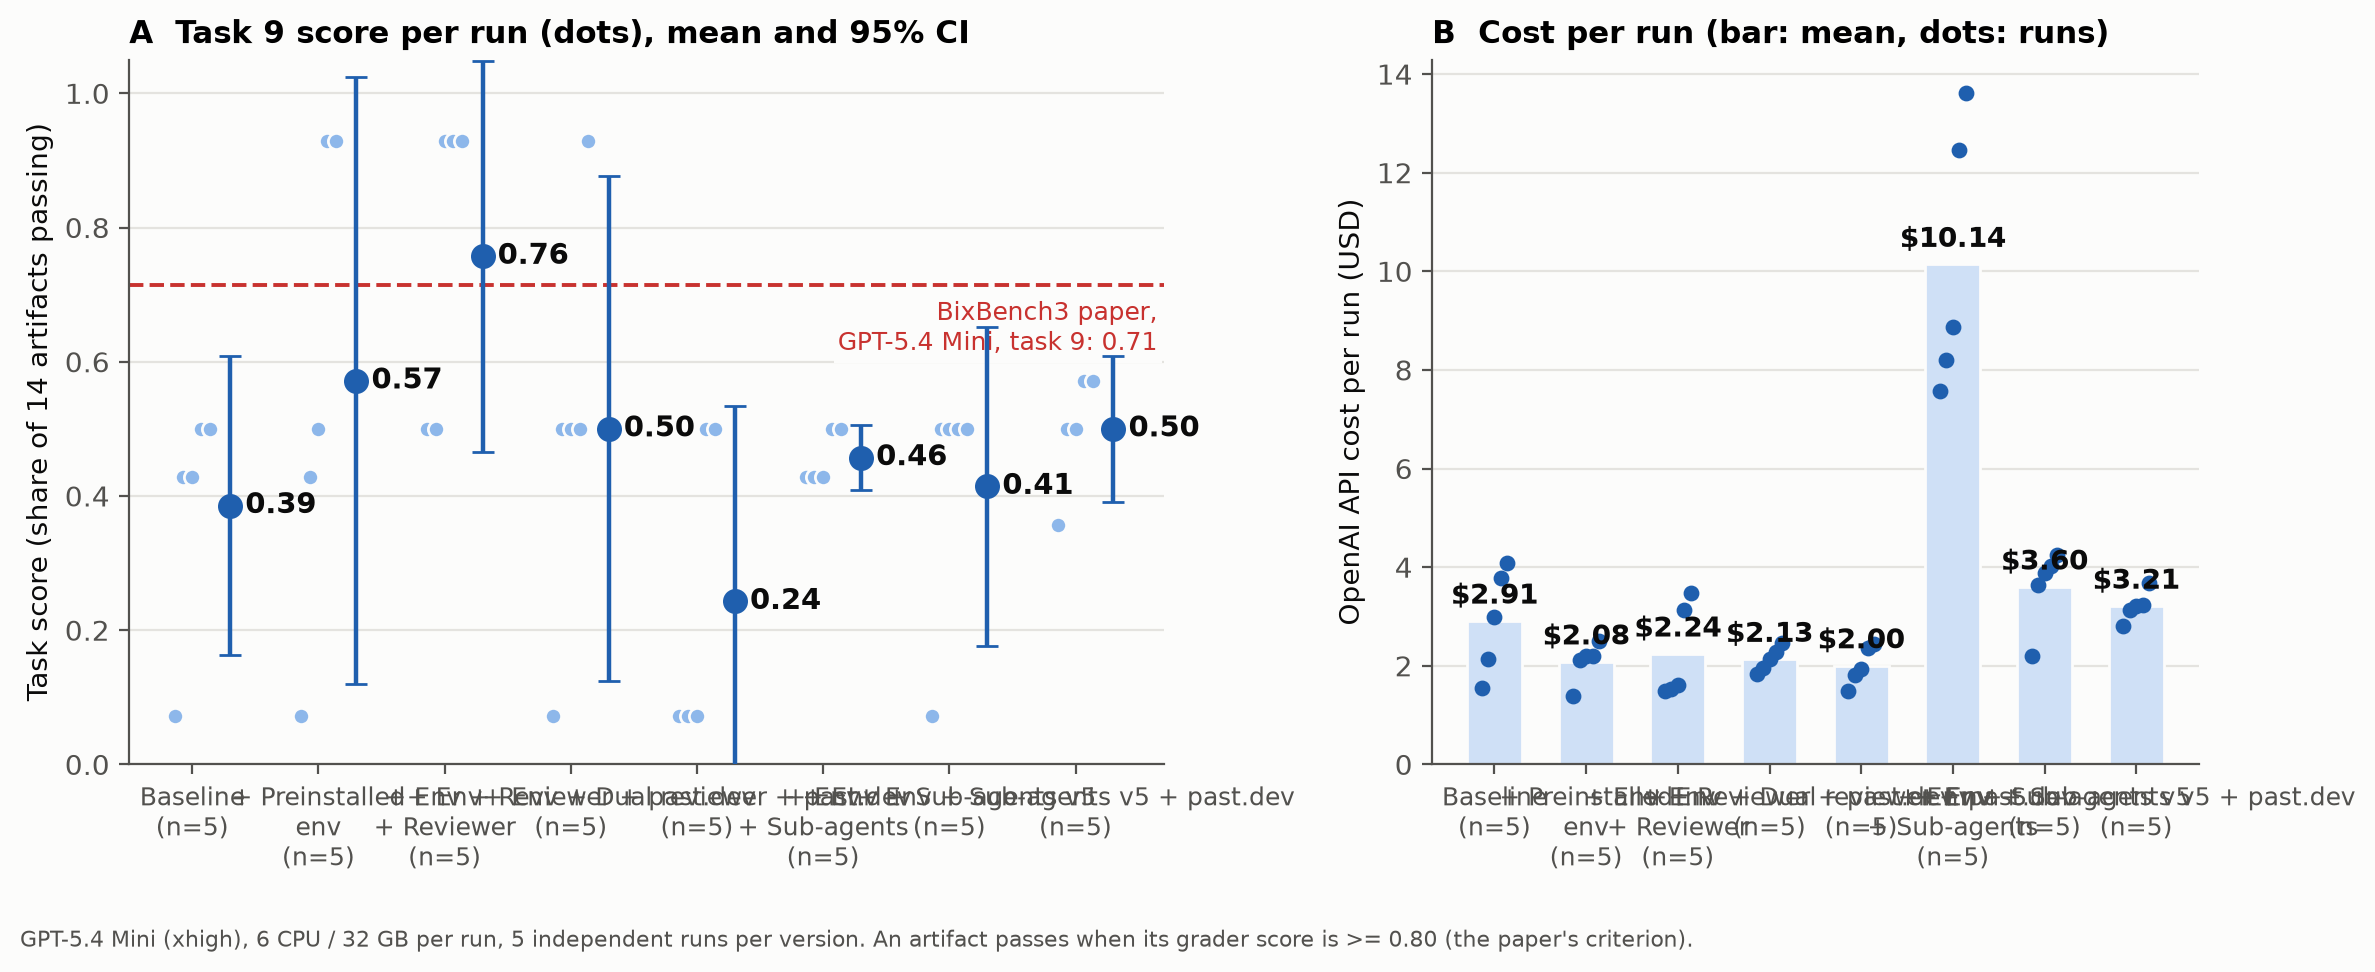 A Task 9 score per run (dots), mean and 95% CI
Task score (share of 14 artifacts passing)
1.0
0.8
0.6
0.4
0.2
0.0
0.39
0.57
0.76
0.50
0.24
0.46
0.41
0.50
BixBench3 paper,
GPT-5.4 Mini, task 9: 0.71
Baseline
(n=5)
+ Preinstalled
env
(n=5)
+ Reviewer
(n=5)
(n=5)
(n=5)
+ Sub-agents
(n=5)
(n=5)
v5 + past.dev
(n=5)
B Cost per run (bar: mean, dots: runs)
OpenAI API cost per run (USD)
14
12
10
8
6
4
2
0
$2.91
$2.08
$2.24
$2.13
$2.00
$10.14
$3.60
$3.21
Baseline
(n=5)
env
(n=5)
+ Reviewer
(n=5)
(n=5)
(n=5)
+ Sub-agents
(n=5)
(n=5)
v5 + past.dev
(n=5)
GPT-5.4 Mini (xhigh), 6 CPU / 32 GB per run, 5 independent runs per version. An artifact passes when its grader score is >= 0.80 (the paper's criterion).